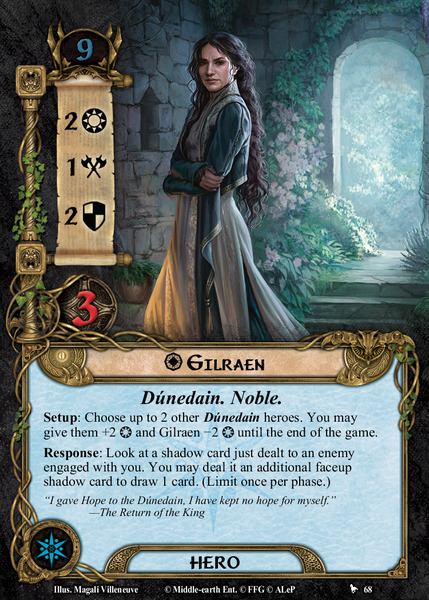 9
2
1
2
3
GILRAEN
Dúnedain. Noble.
Setup: Choose up to 2 other Dúnedain heroes. You may
give them +2 and Gilraen −2 until the end of the game.
Response: Look at a shadow card just dealt to an enemy
engaged with you. You may deal it an additional faceup
shadow card to draw 1 card. (Limit once per phase.)
“I gave Hope to the Dúnedain, I have kept no hope for myself.”
—The Return of the King
HERO
Illus. Magali Villeneuve © Middle-earth Ent. © FFG © ALeP 68